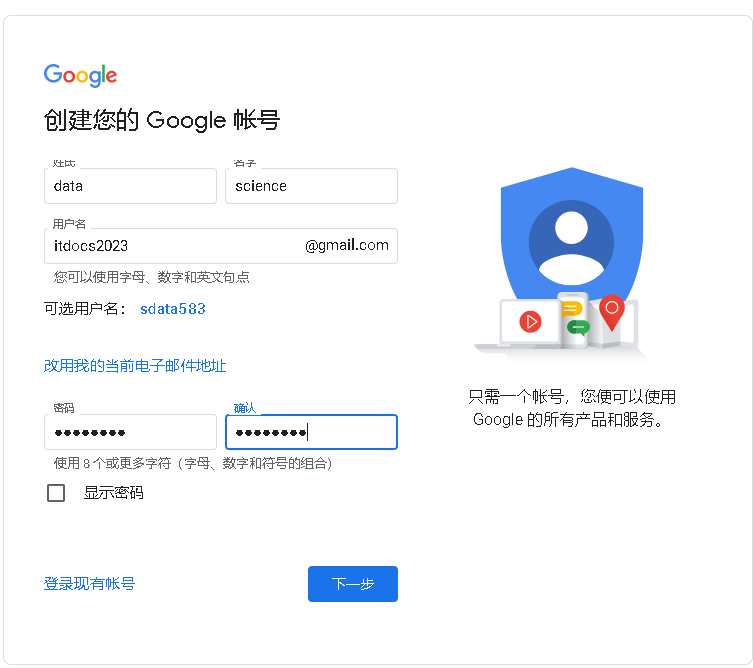 Google
创建您的 Google 帐号
姓氏
名字
data
science
用户名
itdocs2023
@gmail.com
您可以使用字母、数字和英文句点
可选用户名： sdata583
改用我的当前电子邮件地址
密码
确认
••••••••
••••••••
使用 8 个或更多字符（字母、数字和符号的组合）
显示密码
登录现有帐号
下一步
只需一个帐号，您便可以使用
Google 的所有产品和服务。